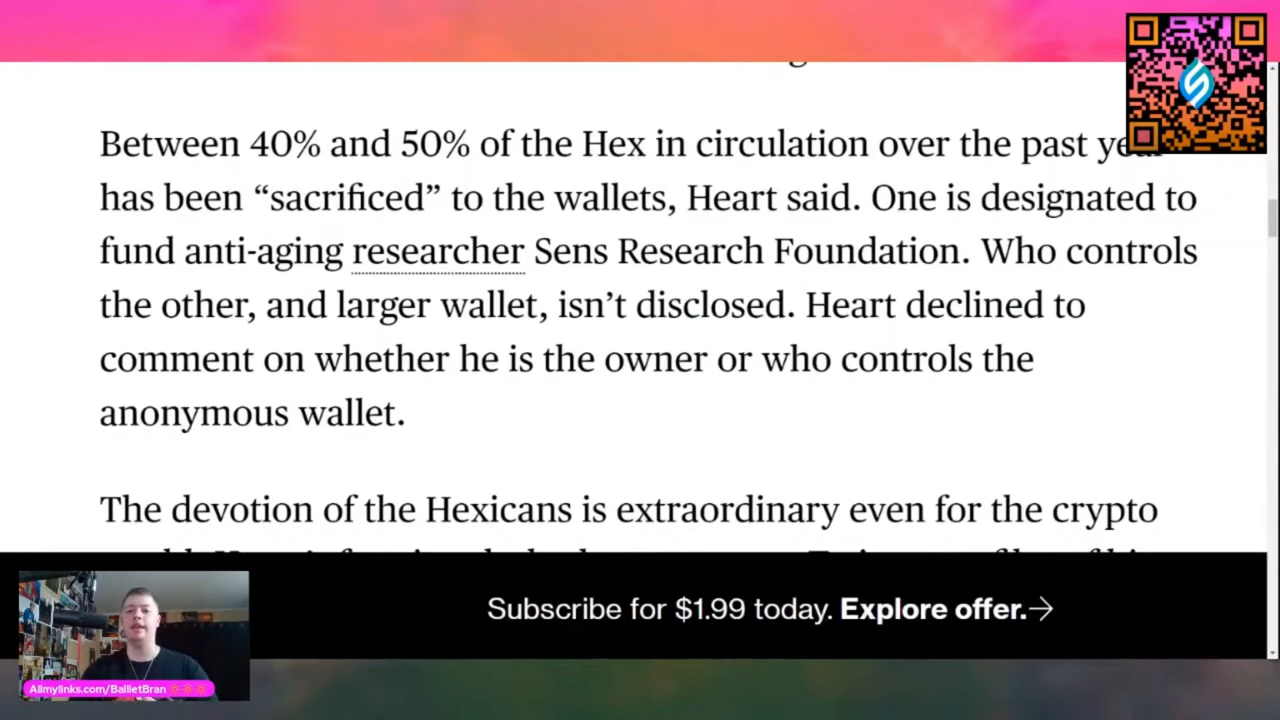 Between 40% and 50% of the Hex in circulation over the past year
has been “sacrificed” to the wallets, Heart said. One is designated to
fund anti-aging researcher Sens Research Foundation. Who controls
the other, and larger wallet, isn’t disclosed. Heart declined to
comment on whether he is the owner or who controls the
anonymous wallet.
The devotion of the Hexicans is extraordinary even for the crypto
Subscribe for $1.99 today. Explore offer.→
Allmylinks.com/BallietBran